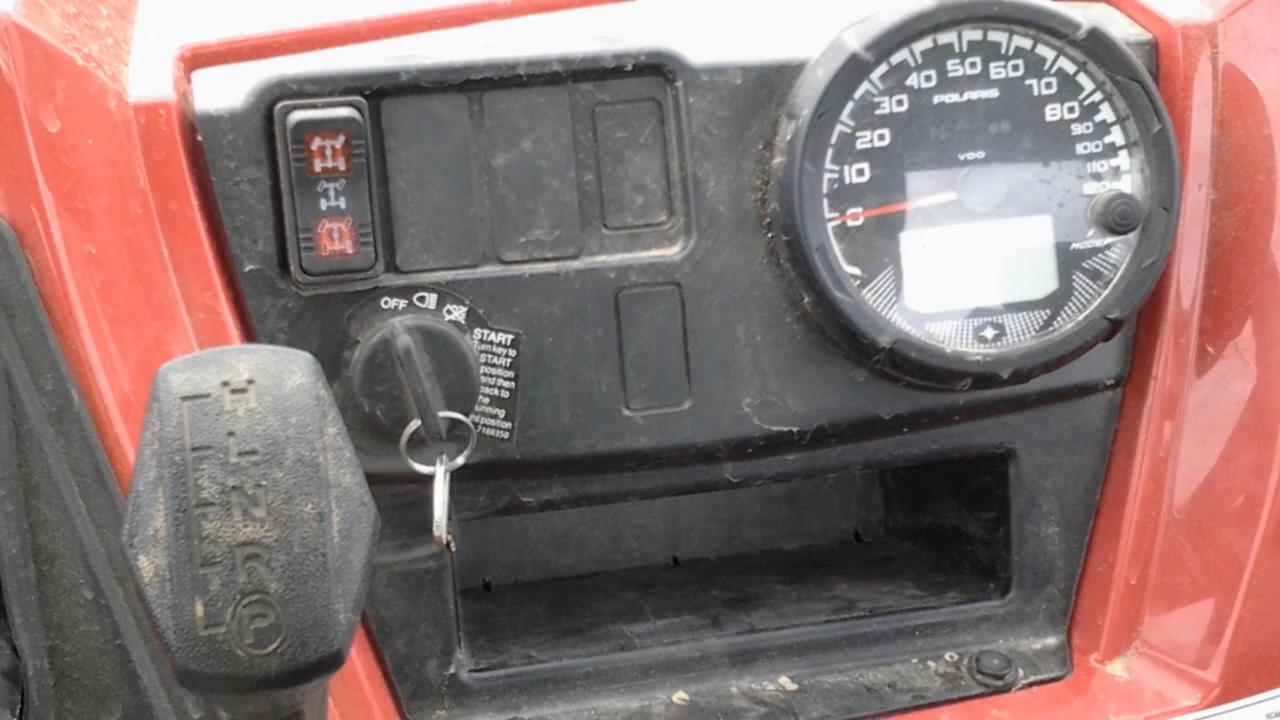 0
10
20
30
40
50
60
70
80
90
100
110
120
POLARIS
VDO
MODE
OFF
START
Turn key to
START
position
and then
back to
the
running
position
7188350
H
L
N
R
P